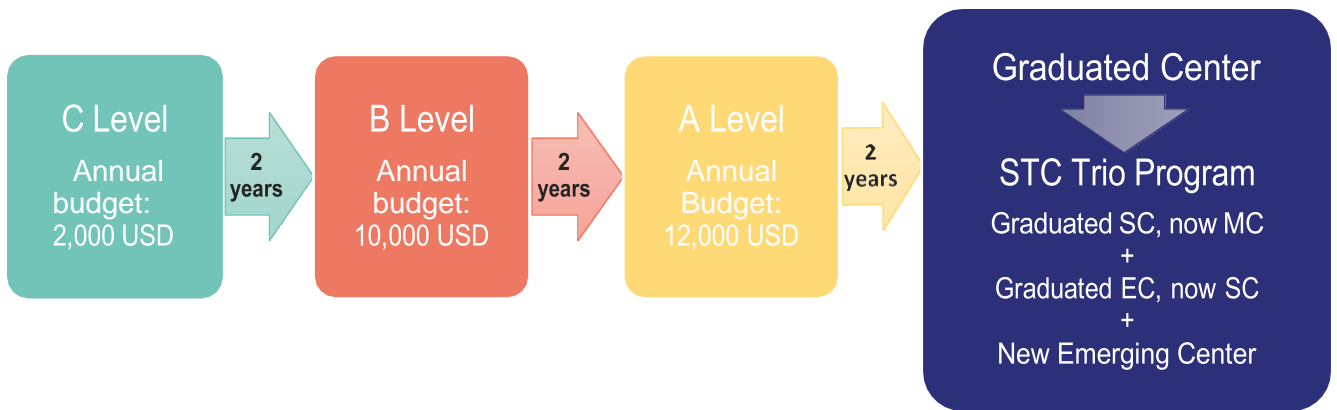 C Level
Annual
budget:
2,000 USD
2
years
B Level
Annual
budget:
10,000 USD
2
years
A Level
Annual
Budget:
12,000 USD
2
years
Graduated Center
STC Trio Program
Graduated SC, now MC
+
Graduated EC, now SC
+
New Emerging Center